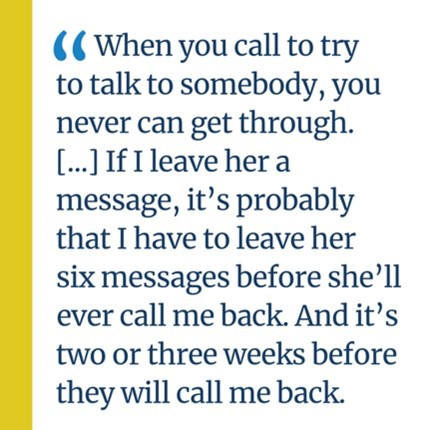 “ When you call to try
to talk to somebody, you
never can get through.
[...] If I leave her a
message, it’s probably
that I have to leave her
six messages before she’ll
ever call me back. And it’s
two or three weeks before
they will call me back.